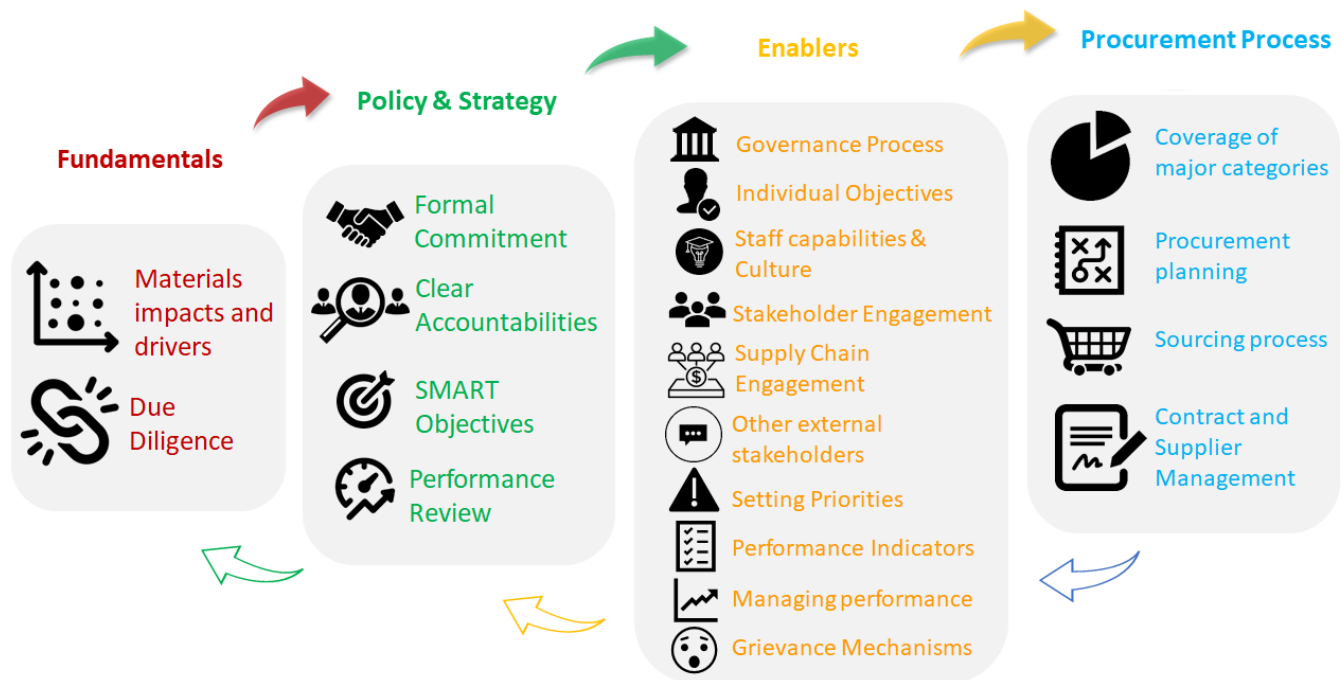 Fundamentals
Materials
impacts and
drivers
Due
Diligence
Policy & Strategy
Formal
Commitment
Clear
Accountabilities
SMART
Objectives
Performance
Review
Enablers
Governance Process
Individual Objectives
Staff capabilities &
Culture
Stakeholder Engagement
Supply Chain
Engagement
$
Other external
stakeholders
Setting Priorities
Performance Indicators
Managing performance
Grievance Mechanisms
Procurement Process
Coverage of
major categories
Procurement
planning
Sourcing process
Contract and
Supplier
Management